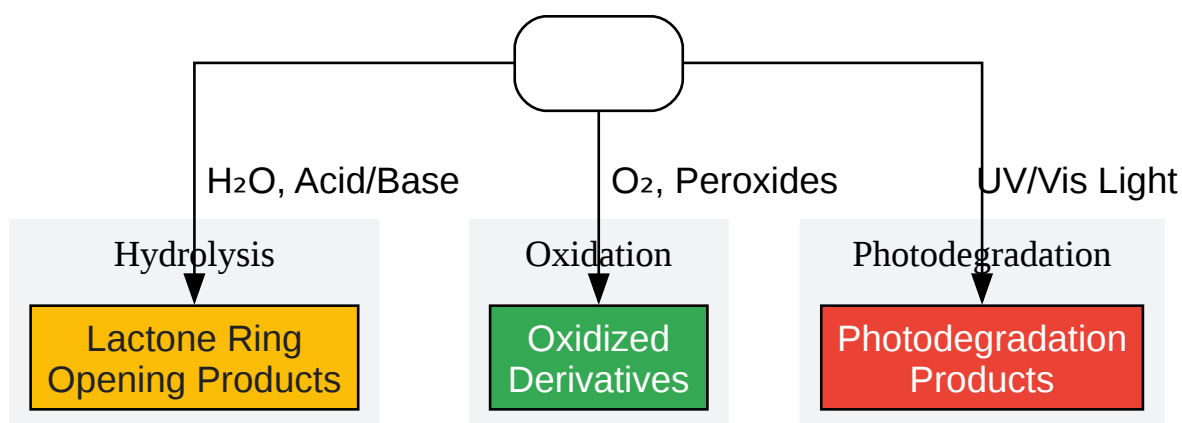 H₂O, Acid/Base
O₂, Peroxides
UV/Vis Light
Hydrolysis
Oxidation
Photodegradation
Lactone Ring
Opening Products
Oxidized
Derivatives
Photodegradation
Products